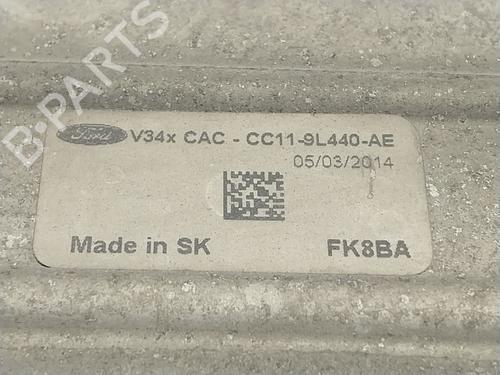 B-PARTS
Ford V34x CAC - CC11-9L440-AE
05/03/2014
Made in SK FK8BA